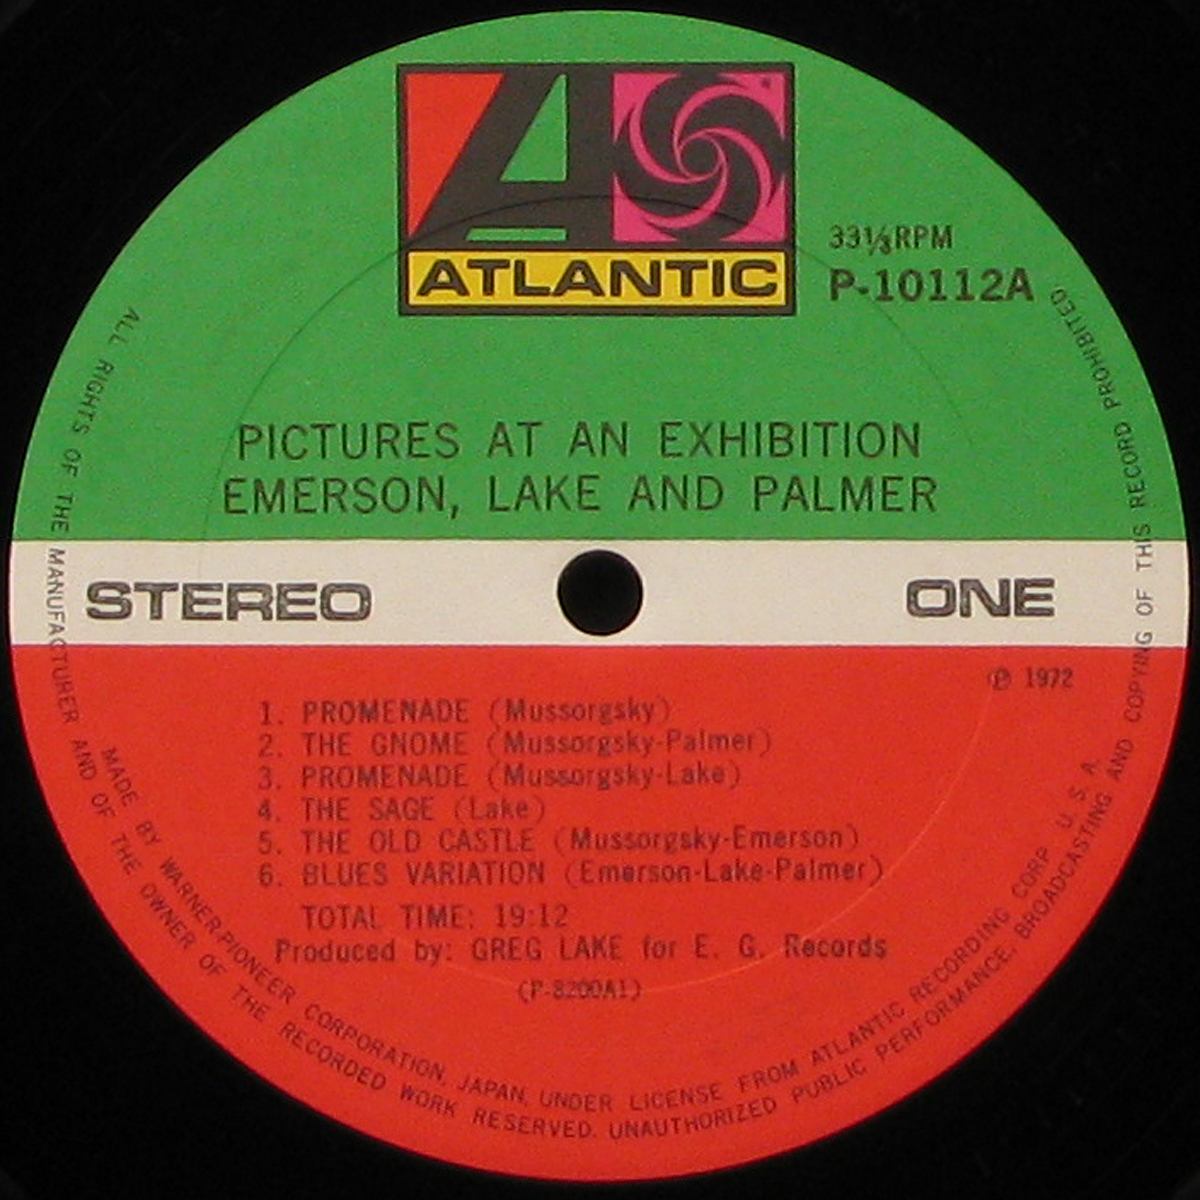 ATLANTIC
33⅓RPM
P-10112A
PICTURES AT AN EXHIBITION
EMERSON, LAKE AND PALMER
STEREO
ONE
℗ 1972
1. PROMENADE (Mussorgsky)
2. THE GNOME (Mussorgsky-Palmer)
3. PROMENADE (Mussorgsky-Lake)
4. THE SAGE (Lake)
5. THE OLD CASTLE (Mussorgsky-Emerson)
6. BLUES VARIATION (Emerson-Lake-Palmer)
TOTAL TIME: 19:12
Produced by: GREG LAKE for E. G. Records
(P-8200A1)
MADE BY WARNER-PIONEER CORPORATION, JAPAN, UNDER LICENSE FROM ATLANTIC RECORDING CORP. U. S. A.
ALL RIGHTS OF THE MANUFACTURER AND OF THE OWNER OF THE RECORDED WORK RESERVED. UNAUTHORIZED PUBLIC PERFORMANCE, BROADCASTING AND COPYING OF THIS RECORD PROHIBITED.